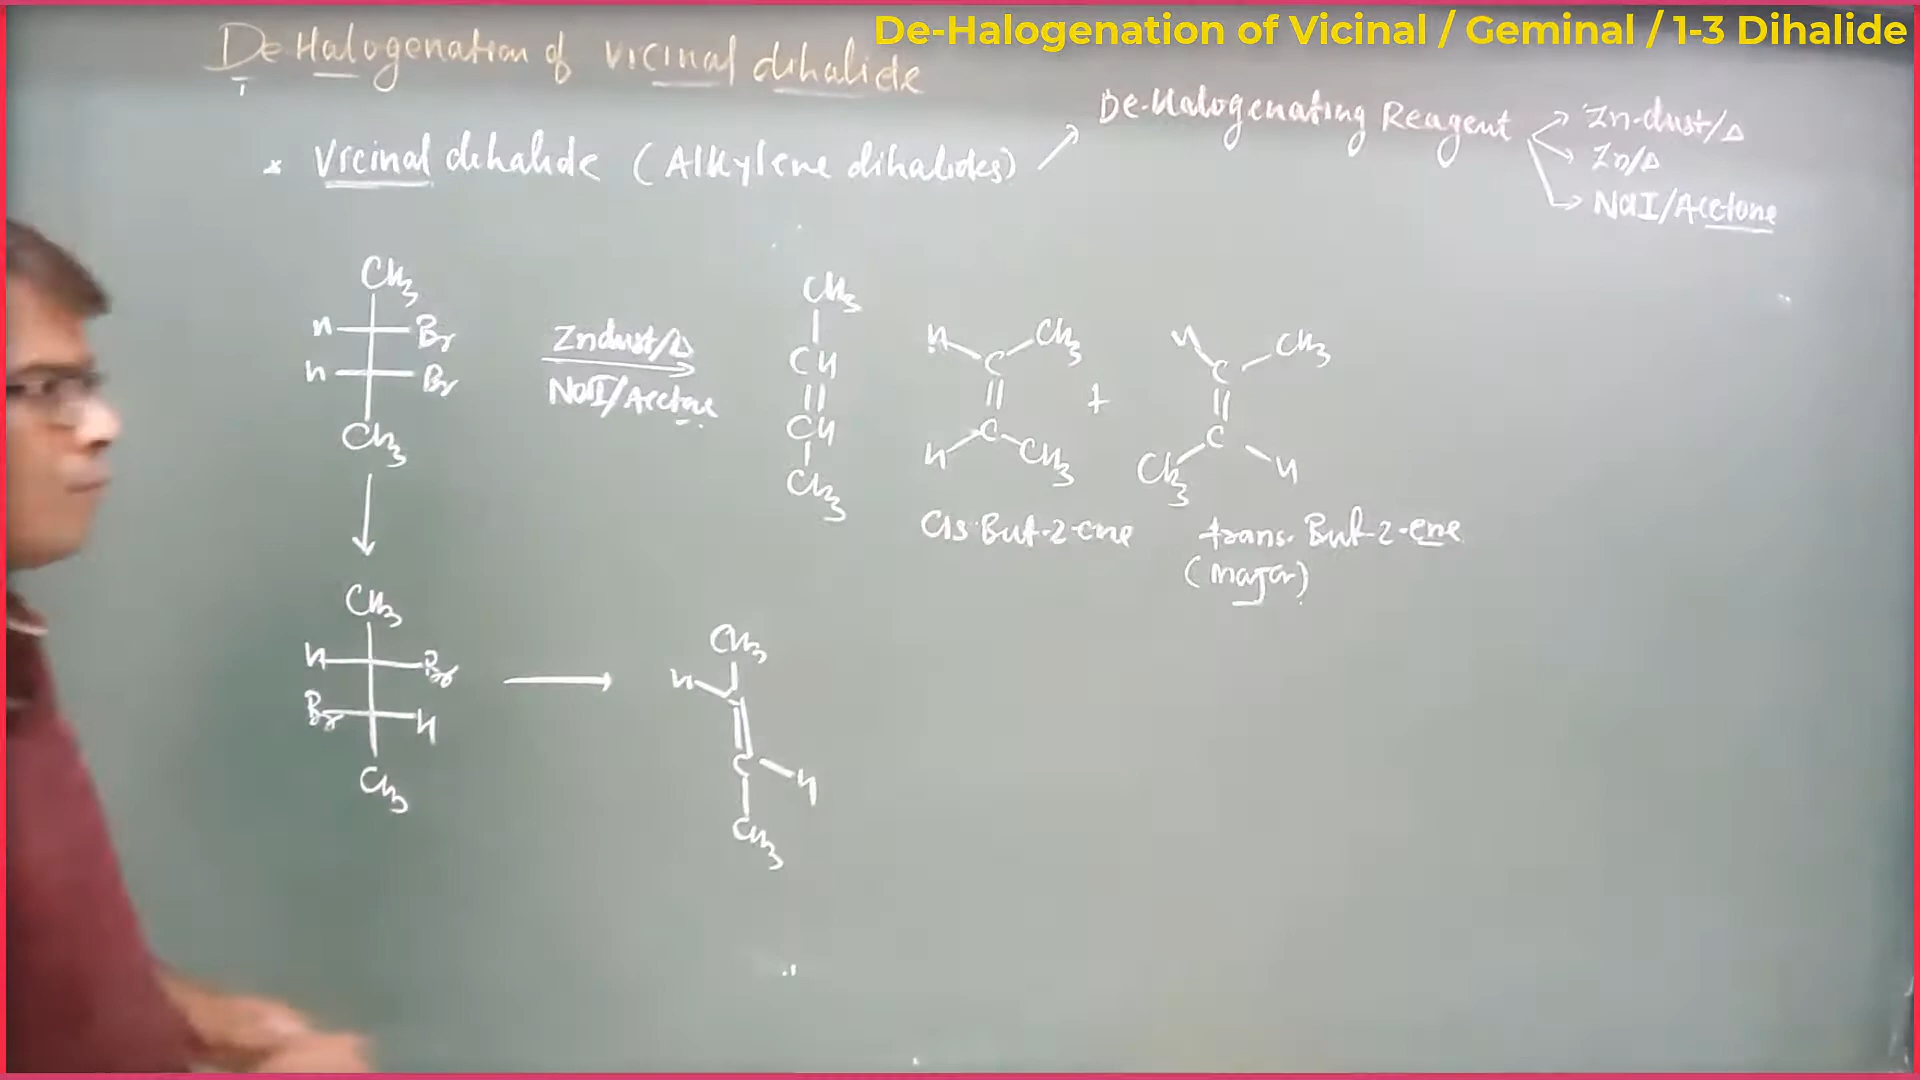 De-Halogenation of Vicinal / Geminal / 1-3 Dihalide
De-Halogenation of vicinal dihalide
De-Halogenating Reagent
Zn-dust/Δ
Zn/Δ
NaI/Acetone
* Vicinal dihalide (Alkylene dihalides)
CH3
H Br
H Br
CH3
Zn dust/Δ
NaI/Acetone
CH3
CH
CH
CH3
H C CH3
H C CH3
+
H C CH3
CH3 C H
Cis-But-2-ene
trans-But-2-ene
(major)
CH3
H Br
Br H
CH3
CH3
H
C H
CH3